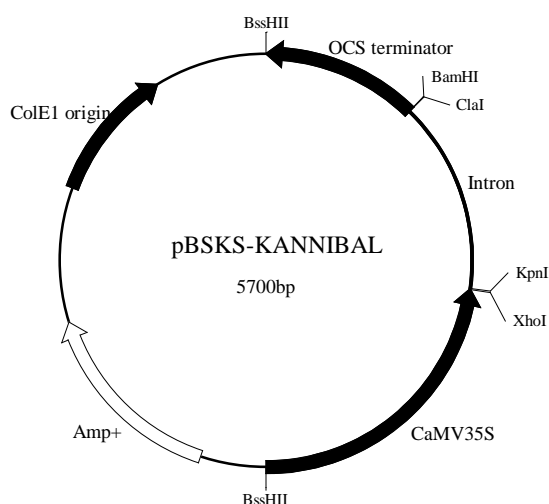 BssHII
OCS terminator
BamHI
ClaI
ColE1 origin
Intron
pBSKS-KANNIBAL
5700bp
KpnI
XhoI
Amp+
CaMV35S
BssHII